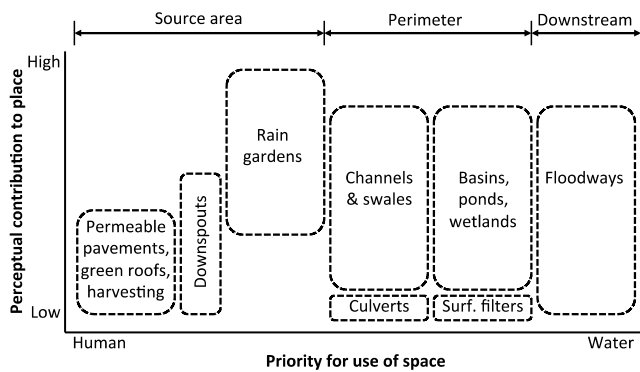 Source area
Perimeter
Downstream
Perceptual contribution to place
High
Low
Permeable
pavements,
green roofs,
harvesting
Downspouts
Rain
gardens
Channels
& swales
Culverts
Basins,
ponds,
wetlands
Surf. filters
Floodways
Human
Water
Priority for use of space